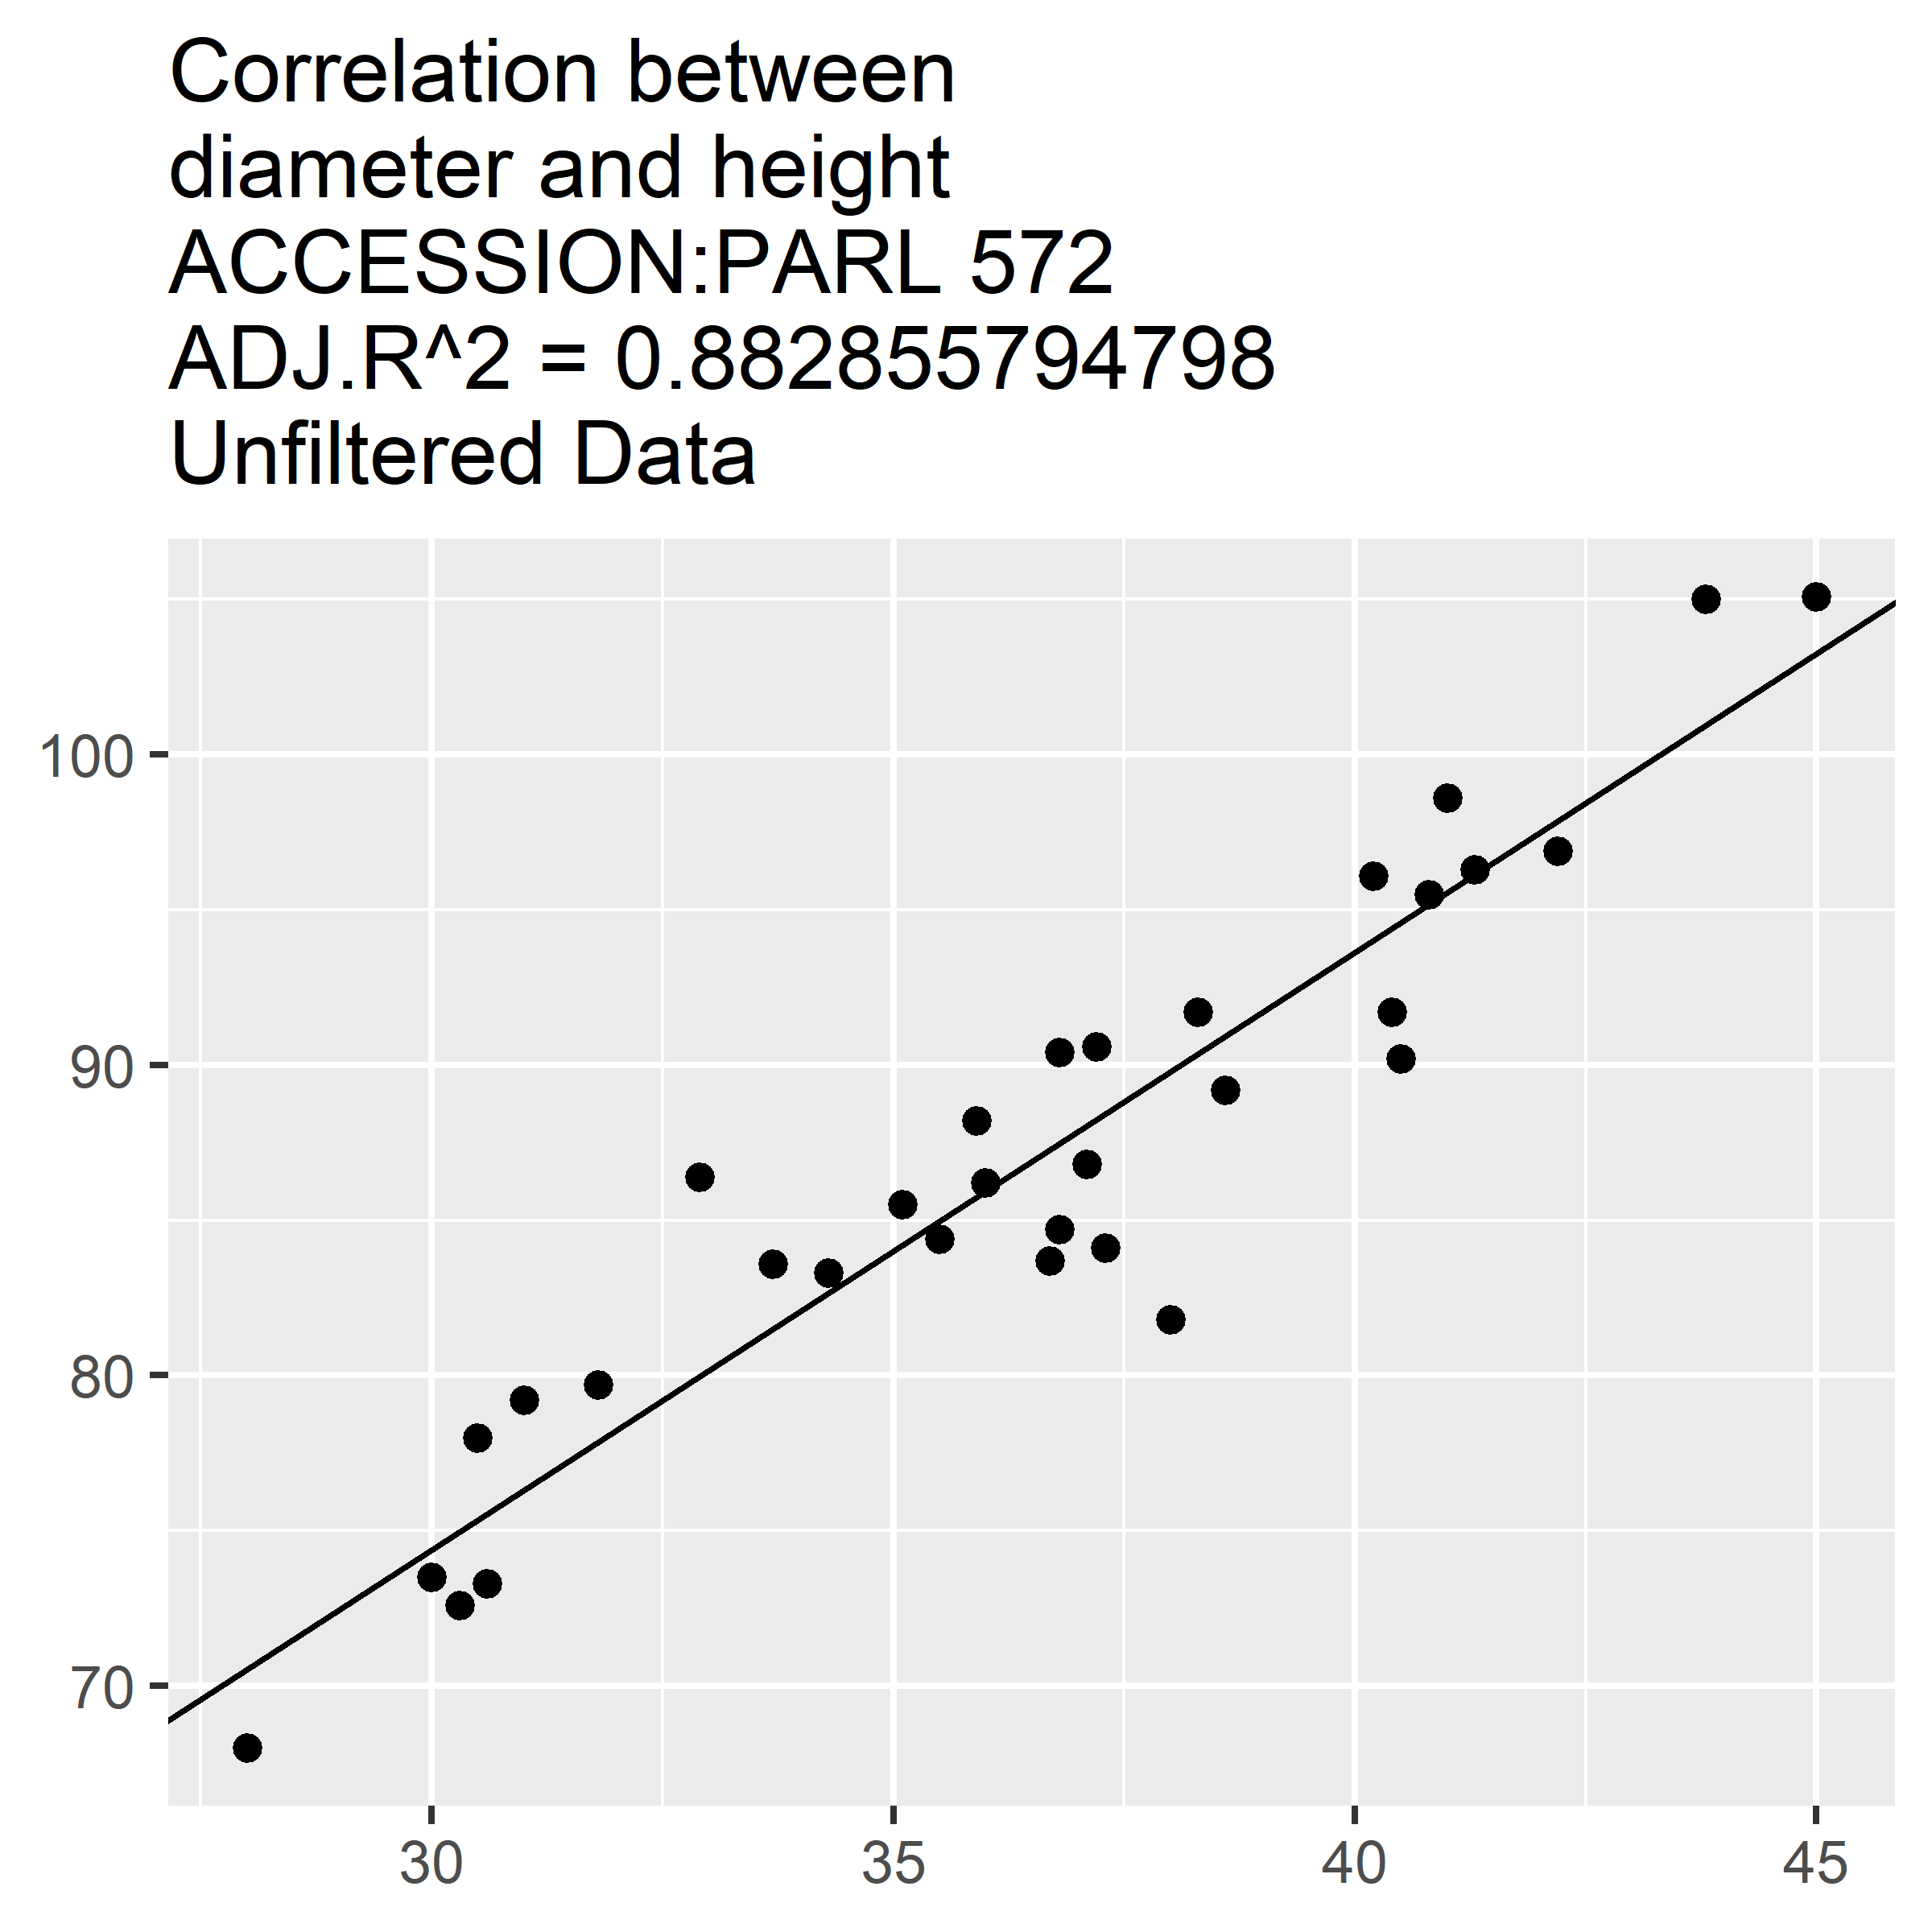 Correlation between
diameter and height
ACCESSION:PARL 572
ADJ.R^2 = 0.882855794798
Unfiltered Data
100
90
80
70
30 35 40 45